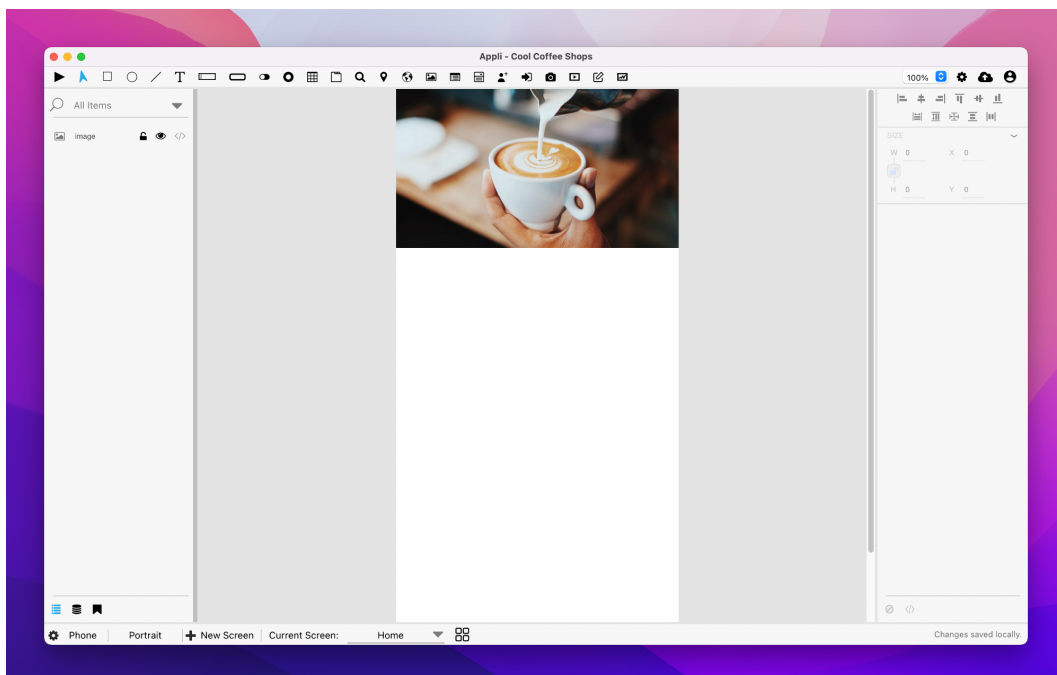 Appli - Cool Coffee Shops
T
100%
All Items
image
SIZE
W 0 X 0
H 0 Y 0
Phone Portrait New Screen Current Screen: Home
Changes saved locally.